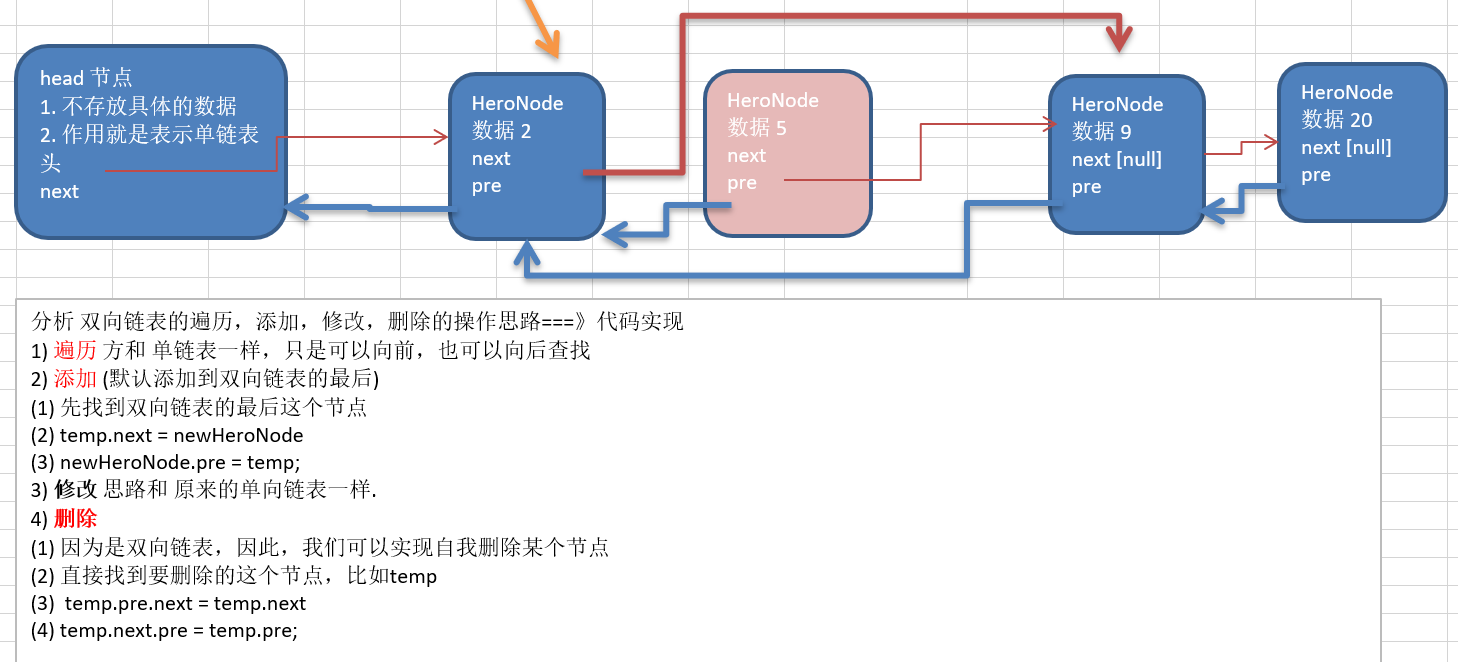 head 节点
1. 不存放具体的数据
2. 作用就是表示单链表
头
next
HeroNode
数据 2
next
pre
HeroNode
数据 5
next
pre
HeroNode
数据 9
next [null]
pre
HeroNode
数据 20
next [null]
pre
分析 双向链表的遍历，添加，修改，删除的操作思路===》代码实现
1) 遍历 方和 单链表一样，只是可以向前，也可以向后查找
2) 添加 (默认添加到双向链表的最后)
(1) 先找到双向链表的最后这个节点
(2) temp.next = newHeroNode
(3) newHeroNode.pre = temp;
3) 修改 思路和 原来的单向链表一样.
4) 删除
(1) 因为是双向链表，因此，我们可以实现自我删除某个节点
(2) 直接找到要删除的这个节点，比如temp
(3) temp.pre.next = temp.next
(4) temp.next.pre = temp.pre;